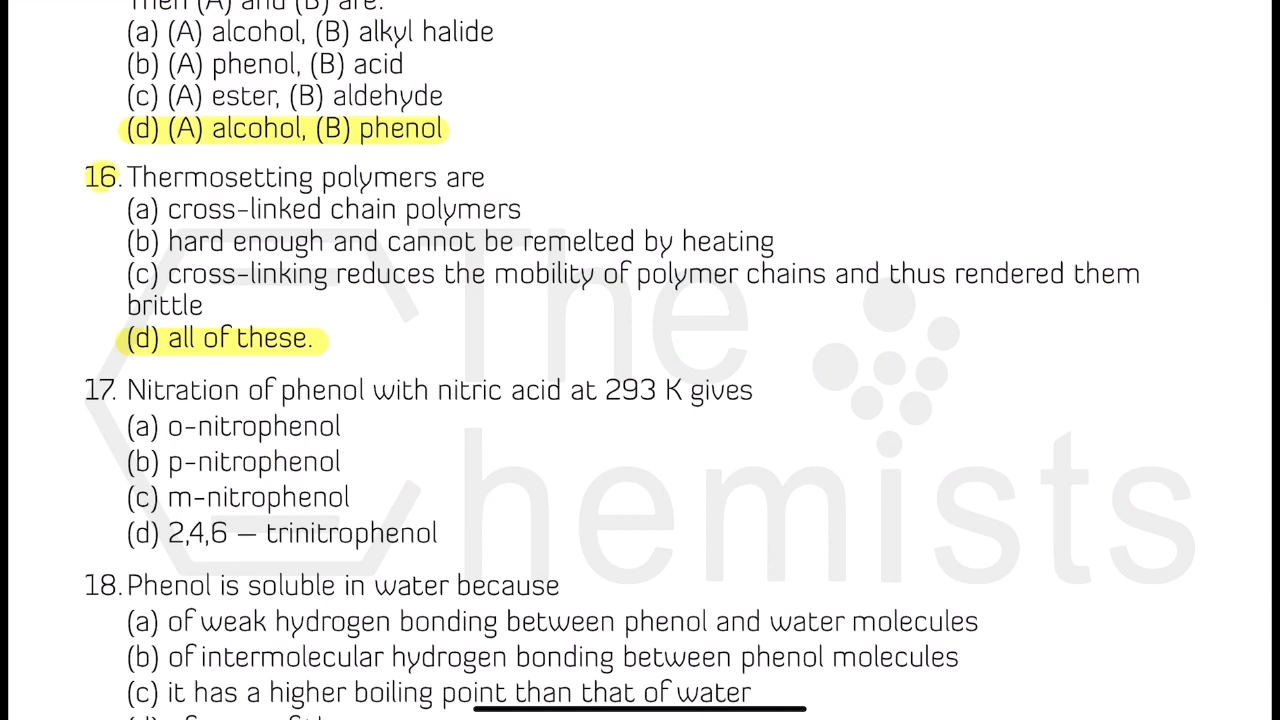 Then (A) and (B) are:
(a) (A) alcohol, (B) alkyl halide
(b) (A) phenol, (B) acid
(c) (A) ester, (B) aldehyde
(d) (A) alcohol, (B) phenol
16. Thermosetting polymers are
(a) cross-linked chain polymers
(b) hard enough and cannot be remelted by heating
(c) cross-linking reduces the mobility of polymer chains and thus rendered them
brittle
(d) all of these.
17. Nitration of phenol with nitric acid at 293 K gives
(a) o-nitrophenol
(b) p-nitrophenol
(c) m-nitrophenol
(d) 2,4,6 – trinitrophenol
18. Phenol is soluble in water because
(a) of weak hydrogen bonding between phenol and water molecules
(b) of intermolecular hydrogen bonding between phenol molecules
(c) it has a higher boiling point than that of water
The
Chemists